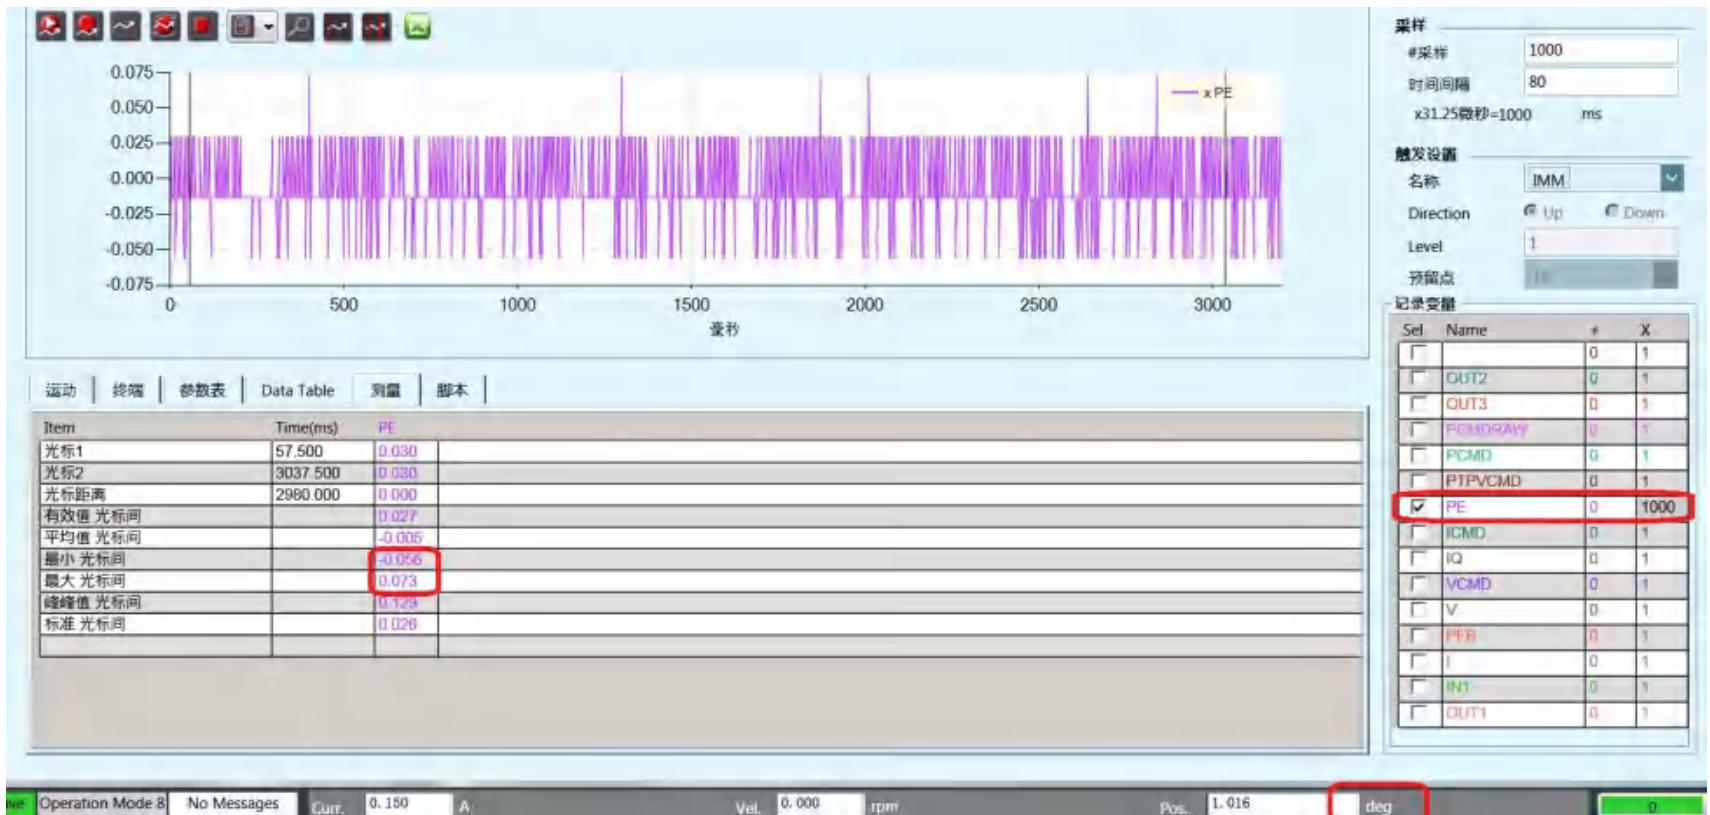 采样
#采样 1000
时间间隔 80
x31.25微秒=1000 ms
触发设置
名称 IMM
Direction Up Down
Level 1
预留点
记录变量
Sel Name + X
0 1
OUT2 0 1
OUT3 0 1
PCMDRAW 0 1
PCMD 0 1
PTPVCMD 0 1
PE 0 1000
ICMD 0 1
IQ 0 1
VCMD 0 1
V 0 1
PFB 0 1
I 0 1
IN1 0 1
OUT1 0 1
x PE
0.075
0.050
0.025
0.000
-0.025
-0.050
-0.075
0 500 1000 1500 2000 2500 3000
毫秒
运动 终端 参数表 Data Table 测量 脚本
Item Time(ms) PE
光标1 57.500 0.030
光标2 3037.500 0.030
光标距离 2980.000 0.000
有效值 光标间 0.027
平均值 光标间 -0.005
最小 光标间 -0.056
最大 光标间 0.073
峰峰值 光标间 0.129
标准 光标间 0.026
Operation Mode 8 No Messages Curr. 0.150 A Vel. 0.000 rpm Pos. 1.016 deg 0